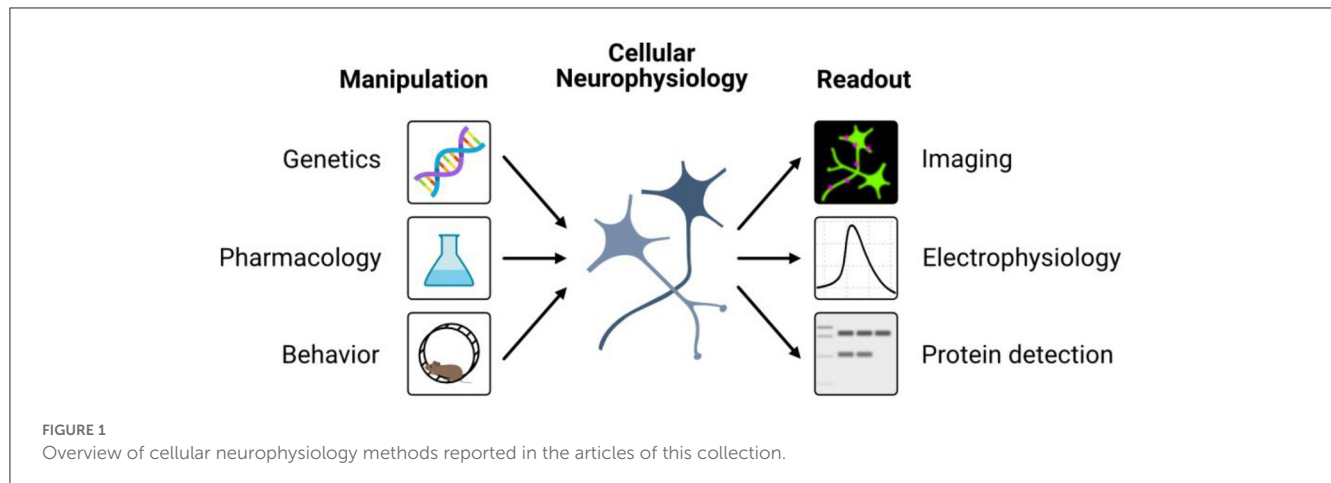 Cellular
Neurophysiology
Manipulation
Readout
Genetics
Imaging
Pharmacology
Electrophysiology
Behavior
Protein detection
FIGURE 1
Overview of cellular neurophysiology methods reported in the articles of this collection.